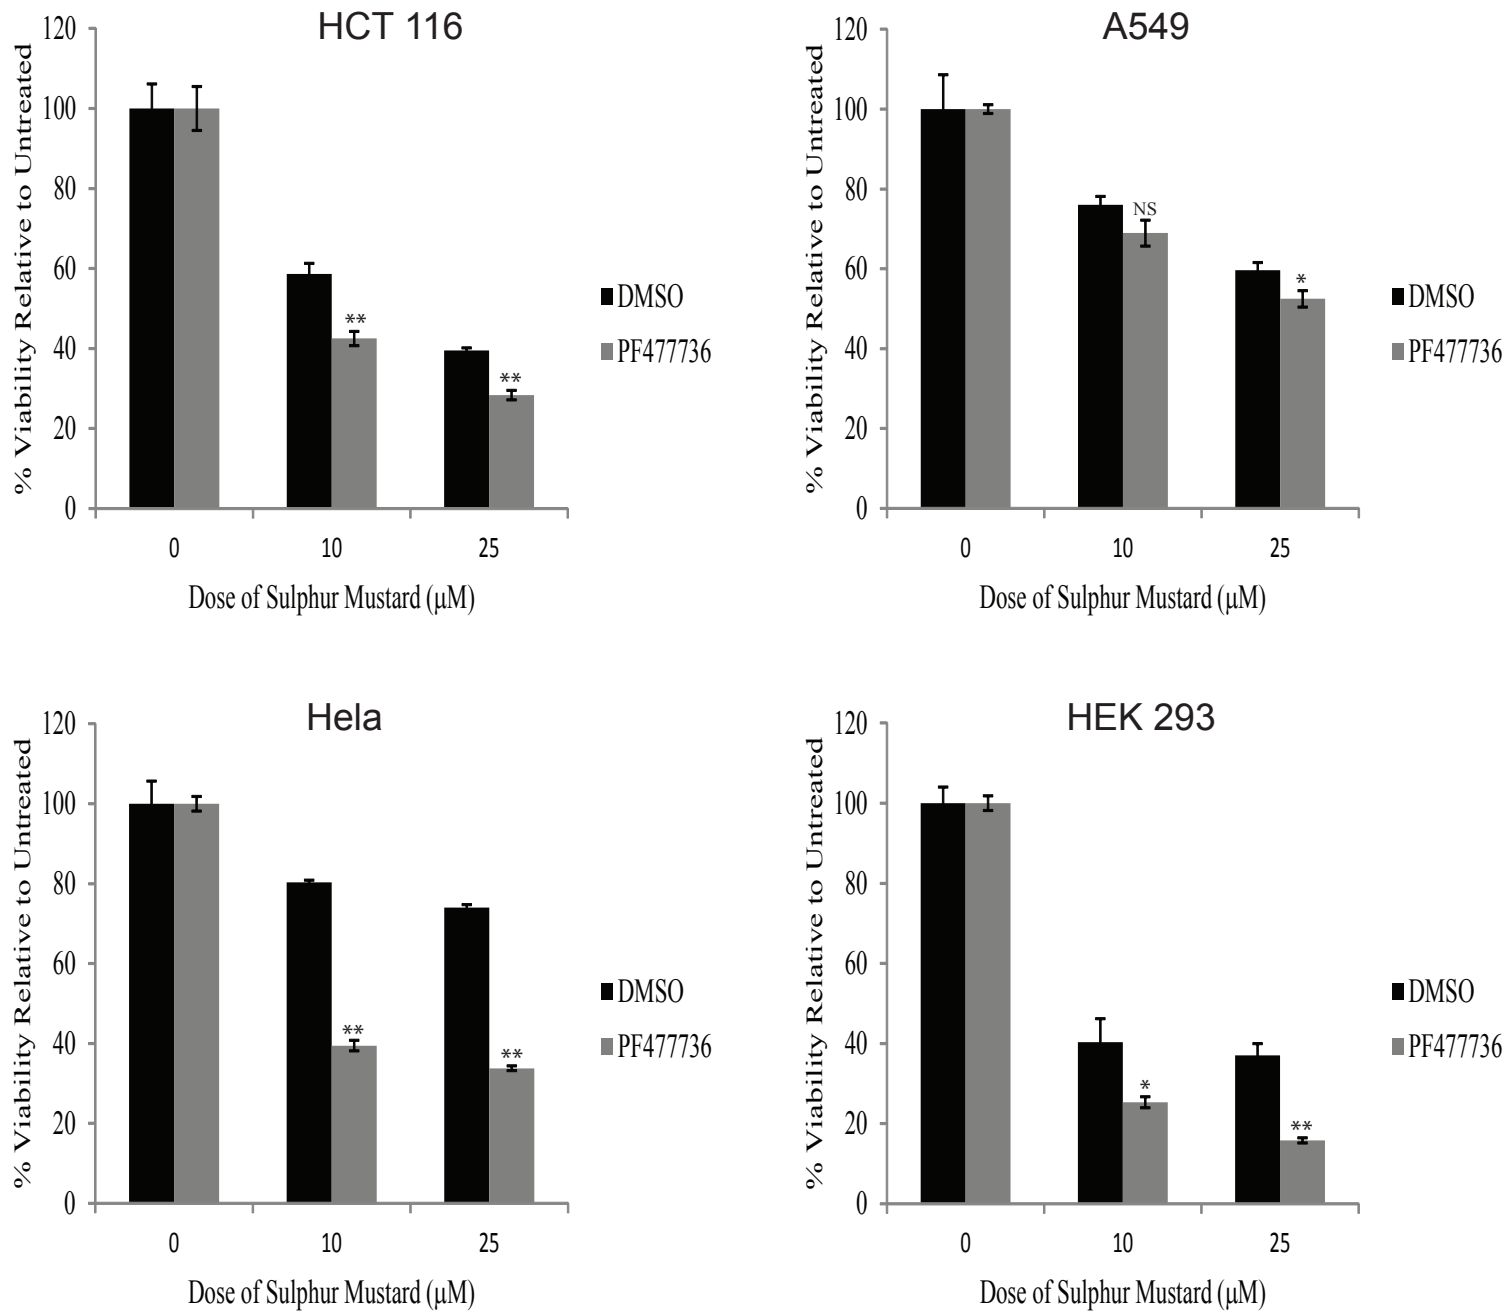 HCT 116
% Viability Relative to Untreated
120
100
80
60
40
20
0
**
**
0 10 25
Dose of Sulphur Mustard (μM)
DMSO
PF477736
A549
% Viability Relative to Untreated
120
100
80
60
40
20
0
NS
*
0 10 25
Dose of Sulphur Mustard (μM)
DMSO
PF477736
Hela
% Viability Relative to Untreated
120
100
80
60
40
20
0
**
**
0 10 25
Dose of Sulphur Mustard (μM)
DMSO
PF477736
HEK 293
% Viability Relative to Untreated
120
100
80
60
40
20
0
*
**
0 10 25
Dose of Sulphur Mustard (μM)
DMSO
PF477736